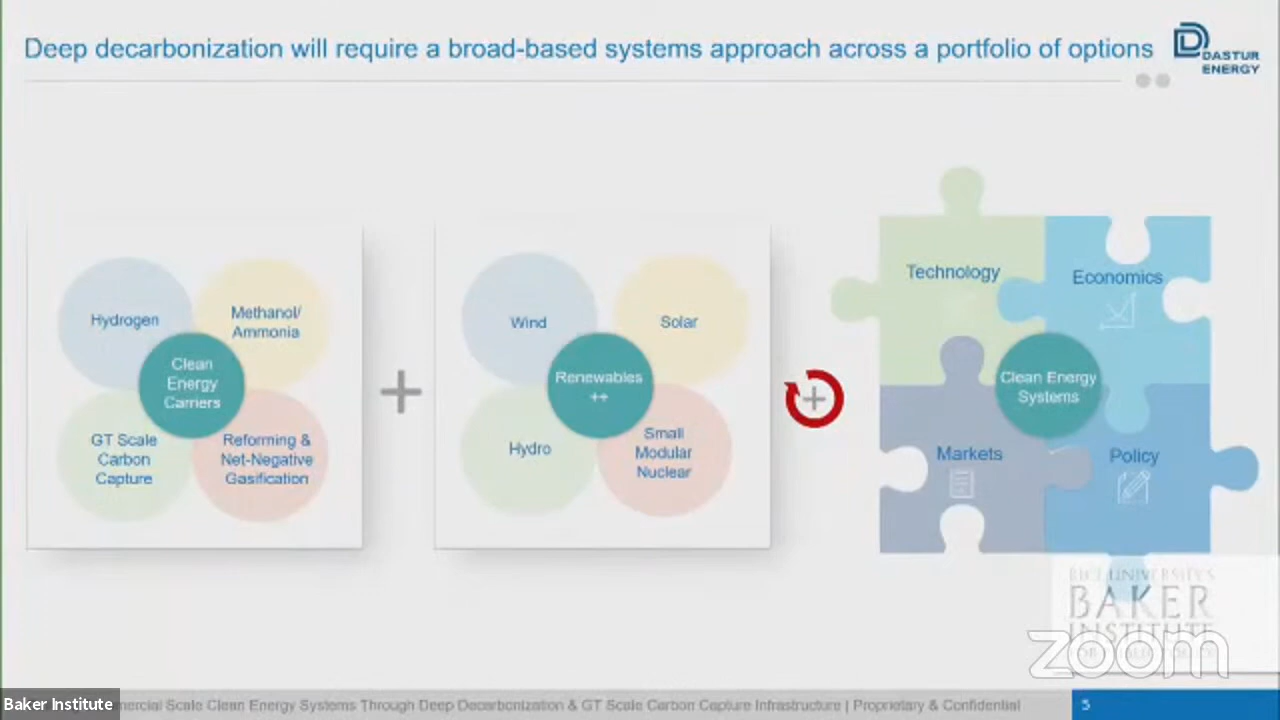 Deep decarbonization will require a broad-based systems approach across a portfolio of options
DASTUR
ENERGY
Hydrogen
Methanol/
Ammonia
Clean
Energy
Carriers
GT Scale
Carbon
Capture
Reforming &
Net-Negative
Gasification
+
Wind
Solar
Renewables
++
Hydro
Small
Modular
Nuclear
+
Technology
Economics
Clean Energy
Systems
Markets
Policy
RICE UNIVERSITY'S
BAKER
INSTITUTE
zoom
Baker Institute
Scale Clean Energy Systems Through Deep Decarbonization & GT Scale Carbon Capture Infrastructure | Proprietary & Confidential
5